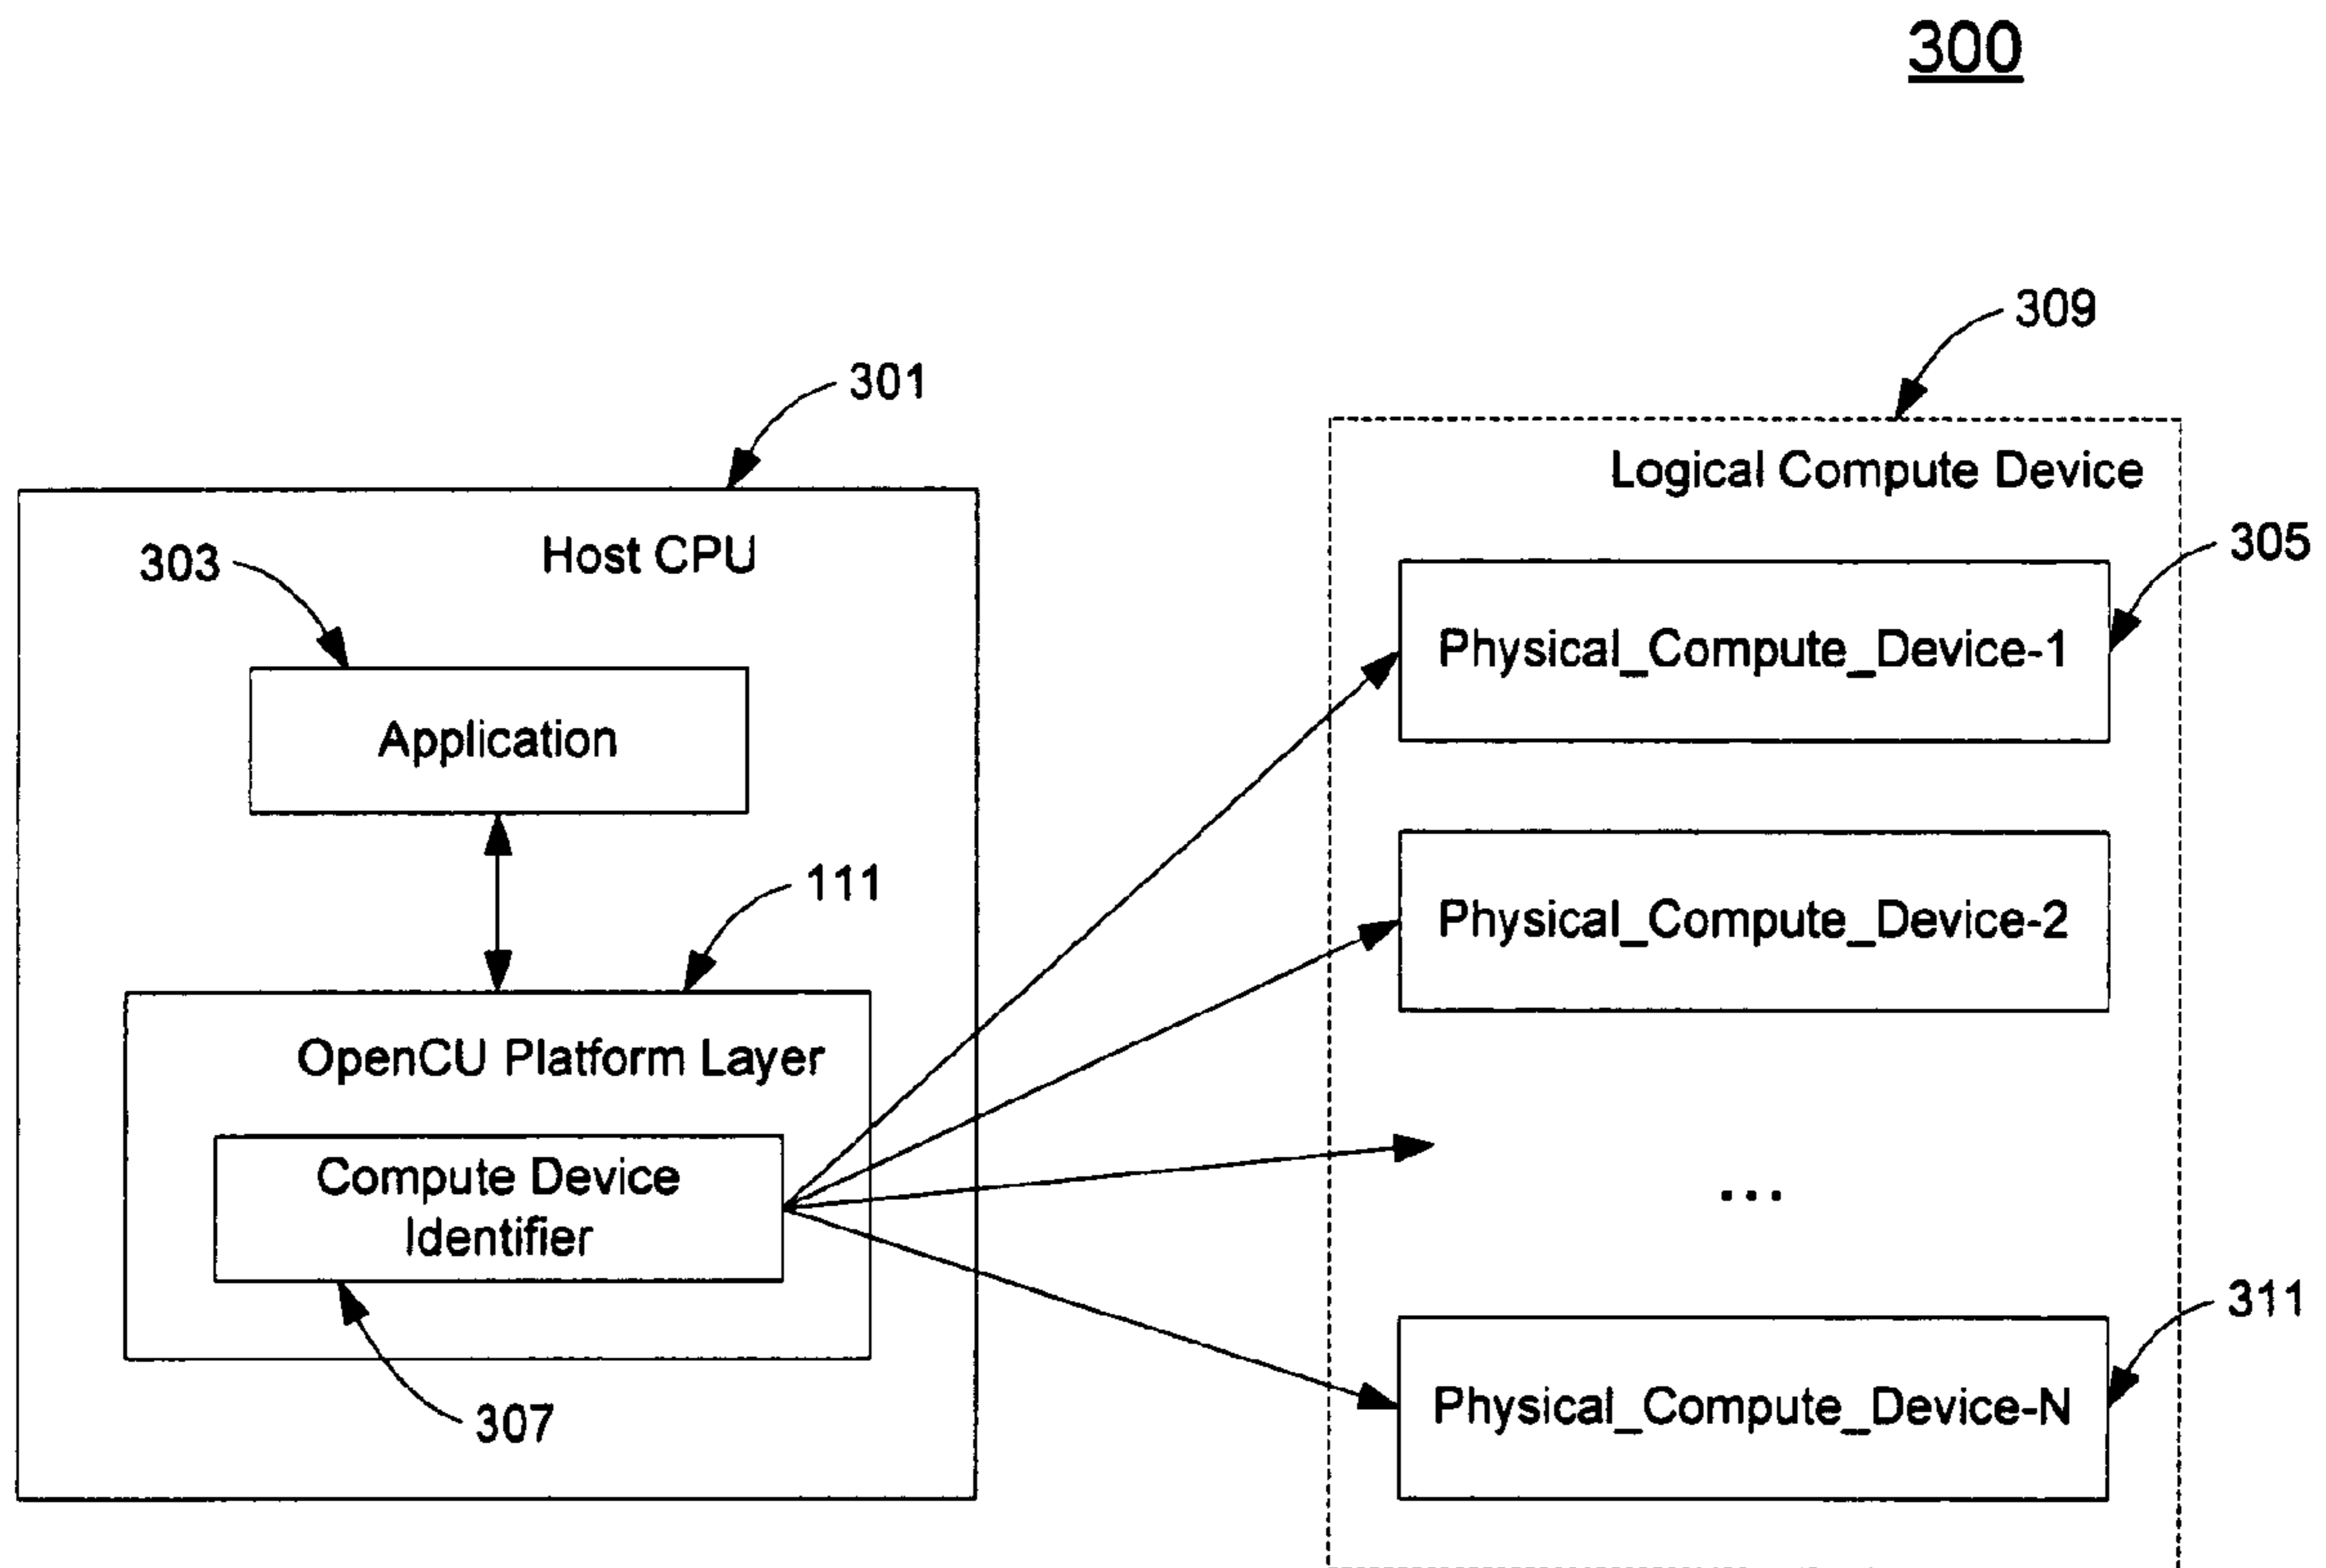 300
309
301
Logical Compute Device
Host CPU
303
305
Physical_Compute_Device-1
Application
111
Physical_Compute_Device-2
OpenCU Platform Layer
Compute Device
Identifier
...
311
Physical_Compute_Device-N
307